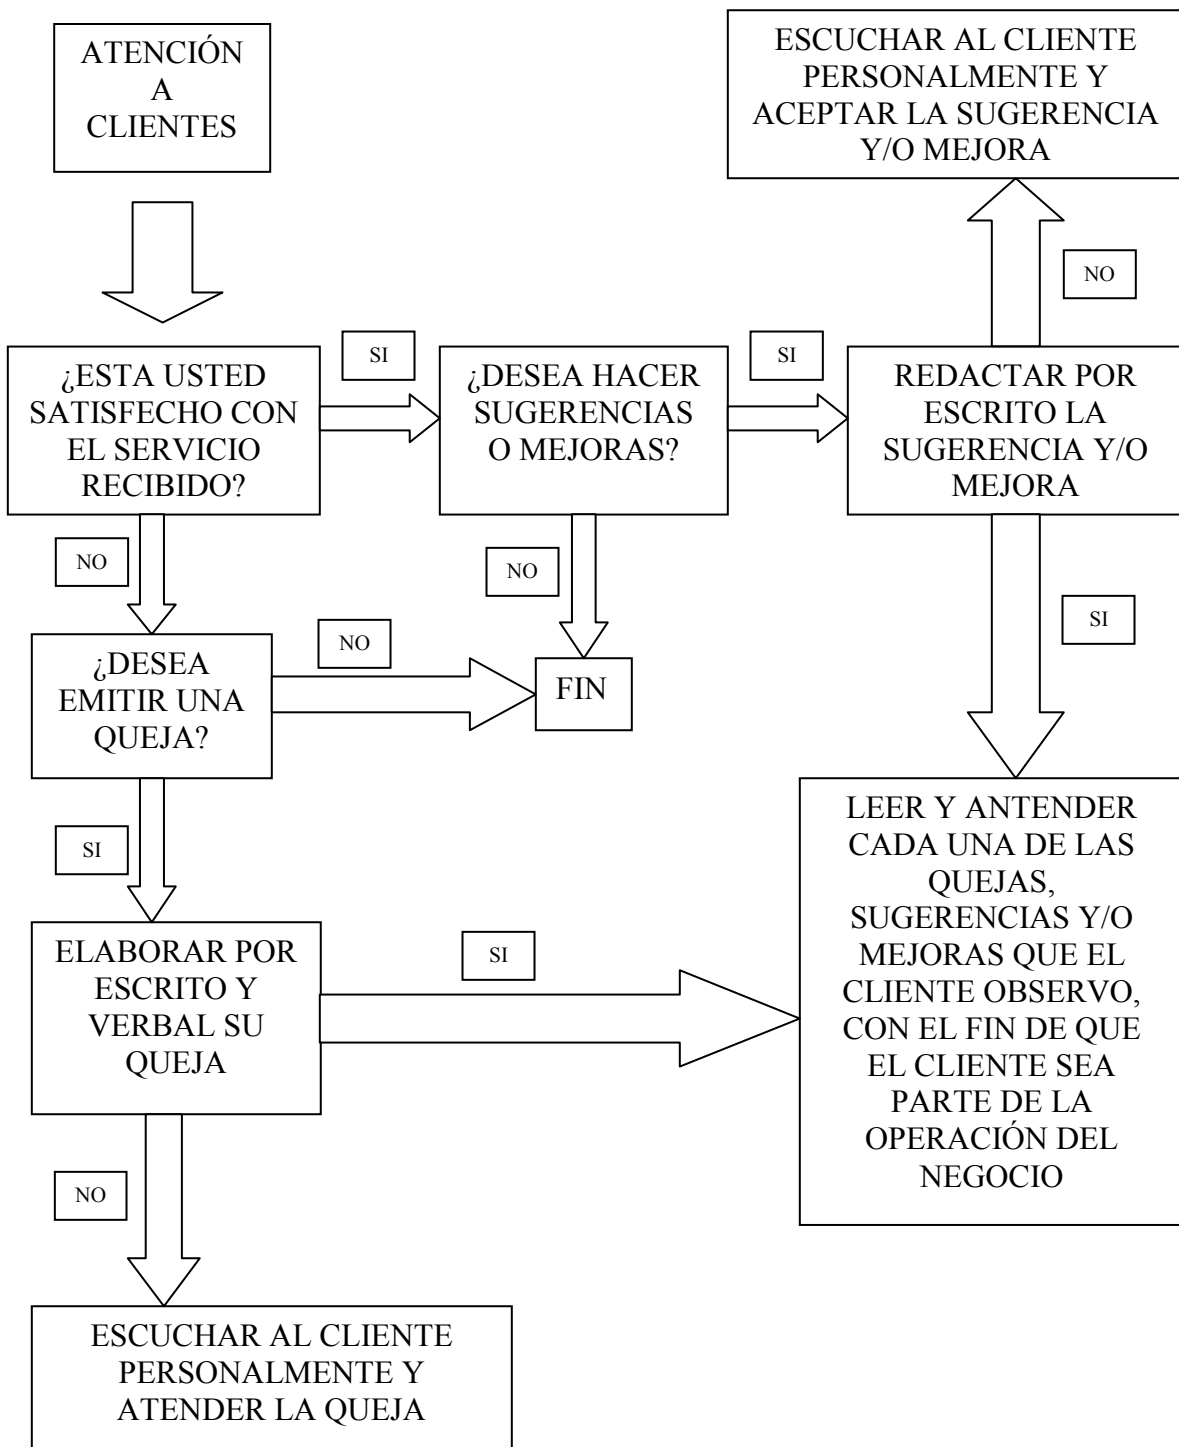 ATENCIÓN
A
CLIENTES
ESCUCHAR AL CLIENTE
PERSONALMENTE Y
ACEPTAR LA SUGERENCIA
Y/O MEJORA
NO
¿ESTA USTED
SATISFECHO CON
EL SERVICIO
RECIBIDO?
SI
¿DESEA HACER
SUGERENCIAS
O MEJORAS?
SI
REDACTAR POR
ESCRITO LA
SUGERENCIA Y/O
MEJORA
NO
NO
SI
¿DESEA
EMITIR UNA
QUEJA?
NO
FIN
SI
LEER Y ANTENDER
CADA UNA DE LAS
QUEJAS,
SUGERENCIAS Y/O
MEJORAS QUE EL
CLIENTE OBSERVO,
CON EL FIN DE QUE
EL CLIENTE SEA
PARTE DE LA
OPERACIÓN DEL
NEGOCIO
ELABORAR POR
ESCRITO Y
VERBAL SU
QUEJA
SI
NO
ESCUCHAR AL CLIENTE
PERSONALMENTE Y
ATENDER LA QUEJA